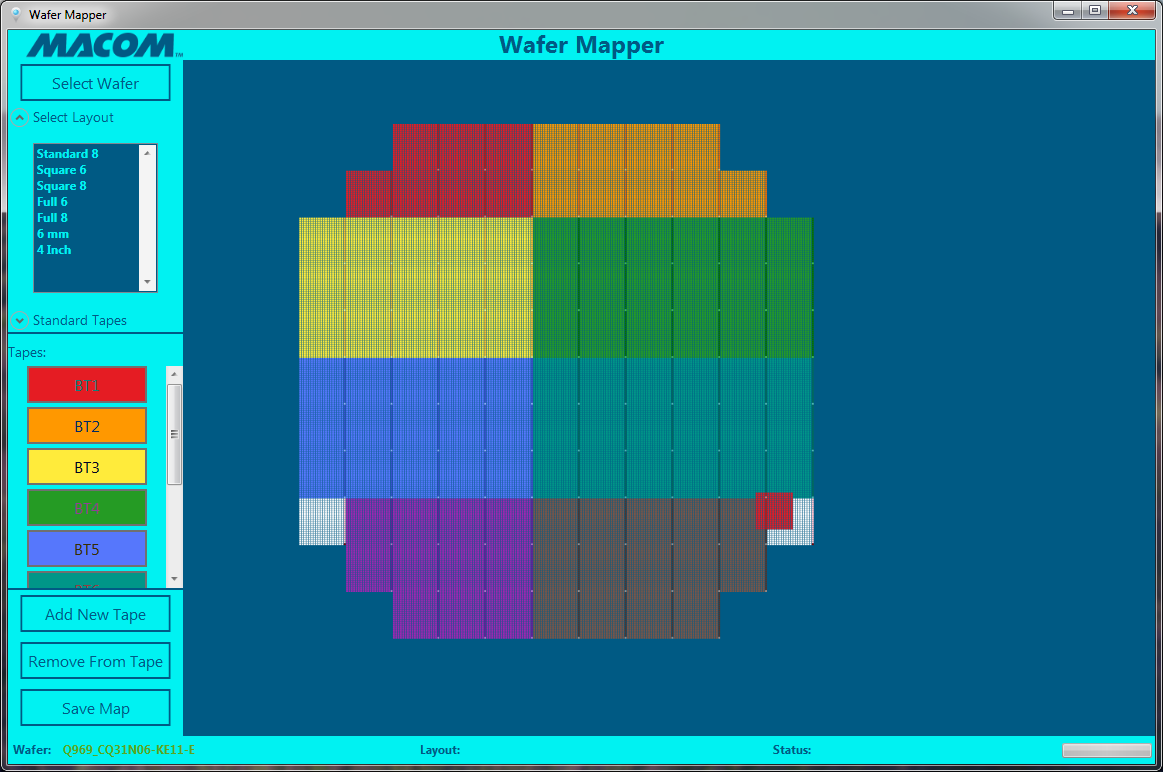 Wafer Mapper
MACOM™
Wafer Mapper
Select Wafer
Select Layout
Standard 8
Square 6
Square 8
Full 6
Full 8
6 mm
4 Inch
Standard Tapes
Tapes:
BT1
BT2
BT3
BT4
BT5
Add New Tape
Remove From Tape
Save Map
Wafer: Q969_CQ31N06-KE11-E Layout: Status: